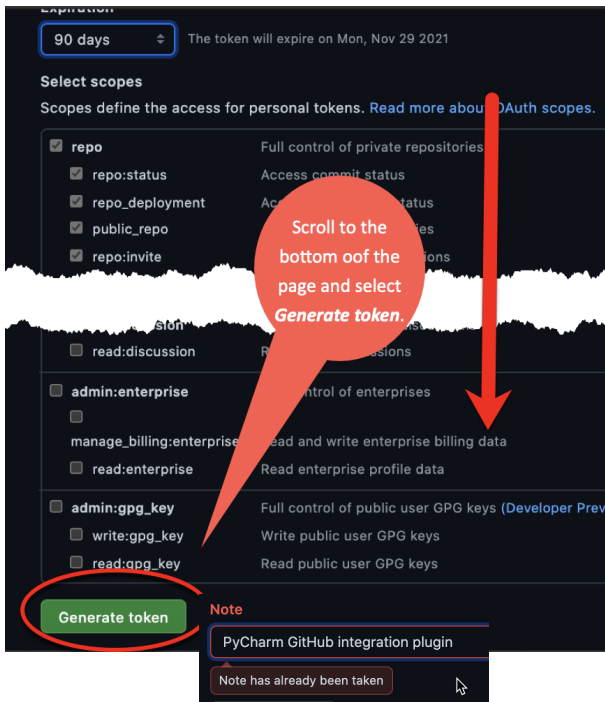 Expiration
90 days The token will expire on Mon, Nov 29 2021
Select scopes
Scopes define the access for personal tokens. Read more about OAuth scopes.
repo Full control of private repositories
repo:status Access commit status
repo_deployment
public_repo
repo:invite
Scroll to the
bottom oof the
page and select
Generate token.
read:discussion
admin:enterprise control of enterprises
manage_billing:enterprise Read and write enterprise billing data
read:enterprise Read enterprise profile data
admin:gpg_key Full control of public user GPG keys (Developer Prev
write:gpg_key Write public user GPG keys
read:gpg_key Read public user GPG keys
Generate token
Note
PyCharm GitHub integration plugin
Note has already been taken